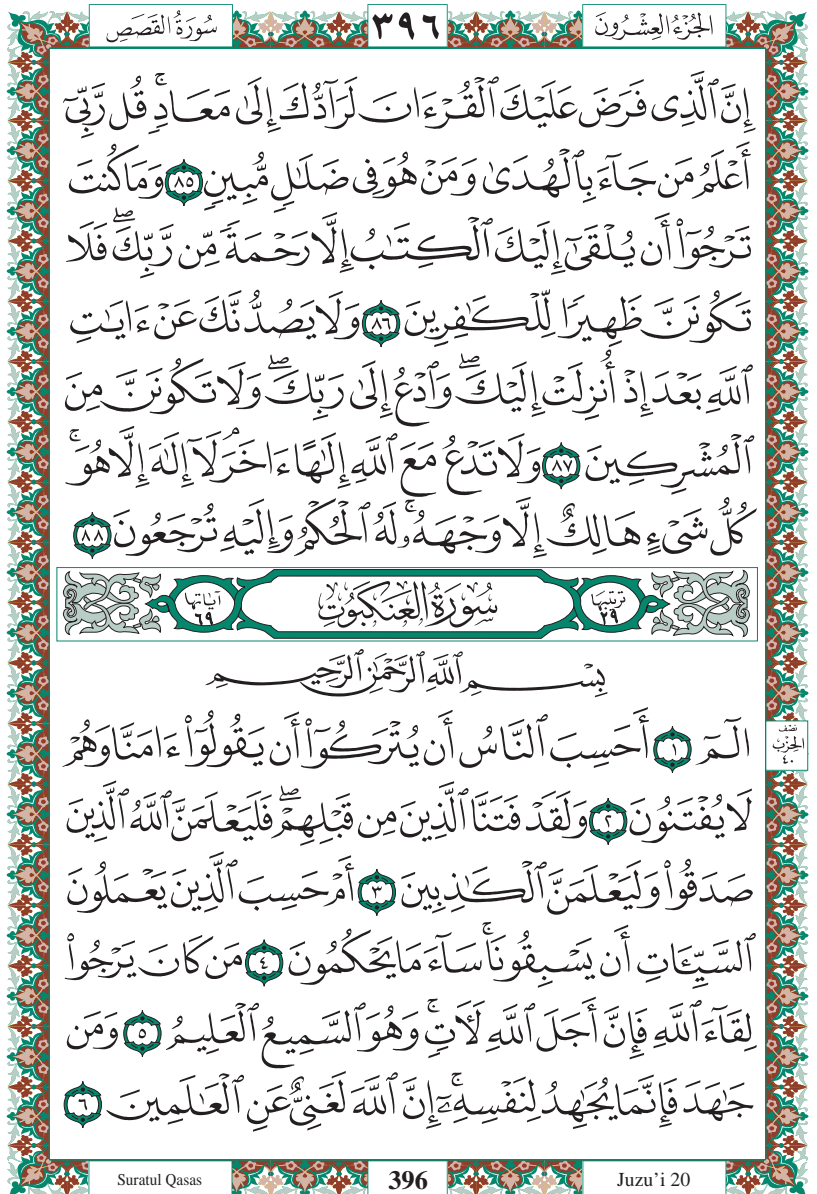 سُورَةُ القَصَصِ ٣٩٦ الجُزْءُ العِشْرُونَ
إِنَّ ٱلَّذِى فَرَضَ عَلَيْكَ ٱلْقُرْءَانَ لَرَآدُّكَ إِلَىٰ مَعَادٍۚ قُل رَّبِّىٓ
أَعْلَمُ مَن جَآءَ بِٱلْهُدَىٰ وَمَنْ هُوَ فِى ضَلَٰلٍ مُّبِينٍ ٨٥ وَمَا كُنتَ
تَرْجُوٓا۟ أَن يُلْقَىٰٓ إِلَيْكَ ٱلْكِتَٰبُ إِلَّا رَحْمَةً مِّن رَّبِّكَۖ فَلَا
تَكُونَنَّ ظَهِيرًا لِّلْكَٰفِرِينَ ٨٦ وَلَا يَصُدُّنَّكَ عَنْ ءَايَٰتِ
ٱللَّهِ بَعْدَ إِذْ أُنزِلَتْ إِلَيْكَۖ وَٱدْعُ إِلَىٰ رَبِّكَۖ وَلَا تَكُونَنَّ مِنَ
ٱلْمُشْرِكِينَ ٨٧ وَلَا تَدْعُ مَعَ ٱللَّهِ إِلَٰهًا ءَاخَرَۘ لَآ إِلَٰهَ إِلَّا هُوَۚ
كُلُّ شَىْءٍ هَالِكٌ إِلَّا وَجْهَهُۥۚ لَهُ ٱلْحُكْمُ وَإِلَيْهِ تُرْجَعُونَ ٨٨
ترتيبها ٢٩ سُورَةُ العَنكَبُوتِ آياتها ٦٩
بِسْمِ ٱللَّهِ ٱلرَّحْمَٰنِ ٱلرَّحِيمِ
الٓمٓ ١ أَحَسِبَ ٱلنَّاسُ أَن يُتْرَكُوٓا۟ أَن يَقُولُوٓا۟ ءَامَنَّا وَهُمْ
نصف الحِزْبِ ٤٠
لَا يُفْتَنُونَ ٢ وَلَقَدْ فَتَنَّا ٱلَّذِينَ مِن قَبْلِهِمْۖ فَلَيَعْلَمَنَّ ٱللَّهُ ٱلَّذِينَ
صَدَقُوا۟ وَلَيَعْلَمَنَّ ٱلْكَٰذِبِينَ ٣ أَمْ حَسِبَ ٱلَّذِينَ يَعْمَلُونَ
ٱلسَّيِّـَٔاتِ أَن يَسْبِقُونَاۚ سَآءَ مَا يَحْكُمُونَ ٤ مَن كَانَ يَرْجُوا۟
لِقَآءَ ٱللَّهِ فَإِنَّ أَجَلَ ٱللَّهِ لَـَٔاتٍۚ وَهُوَ ٱلسَّمِيعُ ٱلْعَلِيمُ ٥ وَمَن
جَٰهَدَ فَإِنَّمَا يُجَٰهِدُ لِنَفْسِهِۦٓۚ إِنَّ ٱللَّهَ لَغَنِىٌّ عَنِ ٱلْعَٰلَمِينَ ٦
Suratul Qasas 396 Juzu'i 20